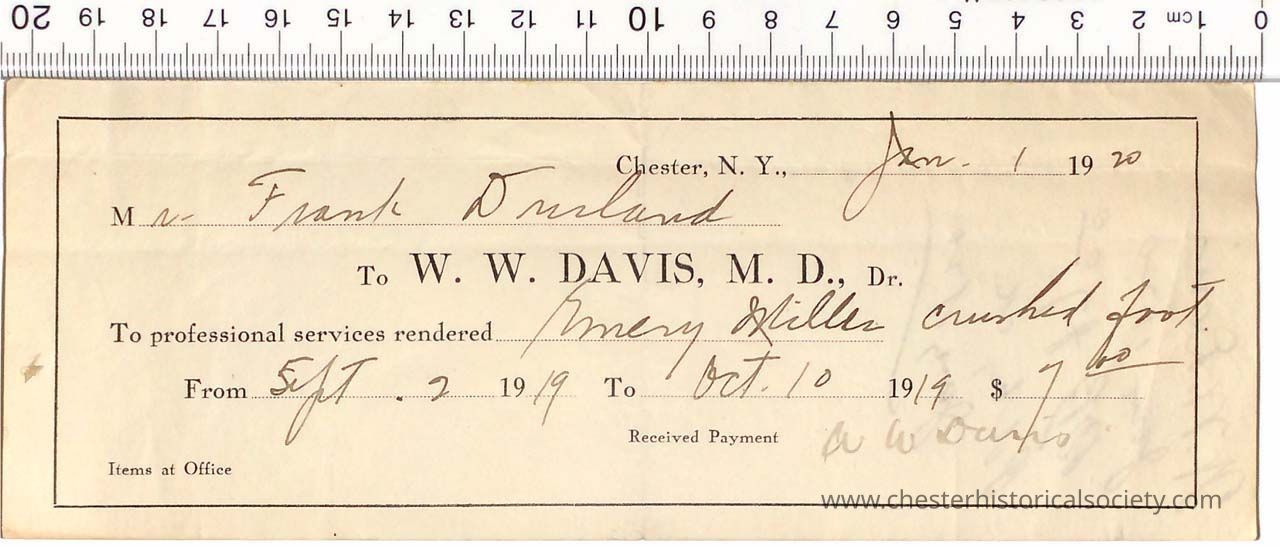 0 1cm 2 3 4 5 6 7 8 9 10 11 12 13 14 15 16 17 18 19 20
Chester, N. Y., Jan. 1 1920
Mr Frank Durland
To W. W. DAVIS, M. D., Dr.
To professional services rendered Emery Miller crushed foot.
From Sept. 2 1919 To Oct. 10 1919 $ 7 00
Received Payment W W Davis
Items at Office
www.chesterhistoricalsociety.com